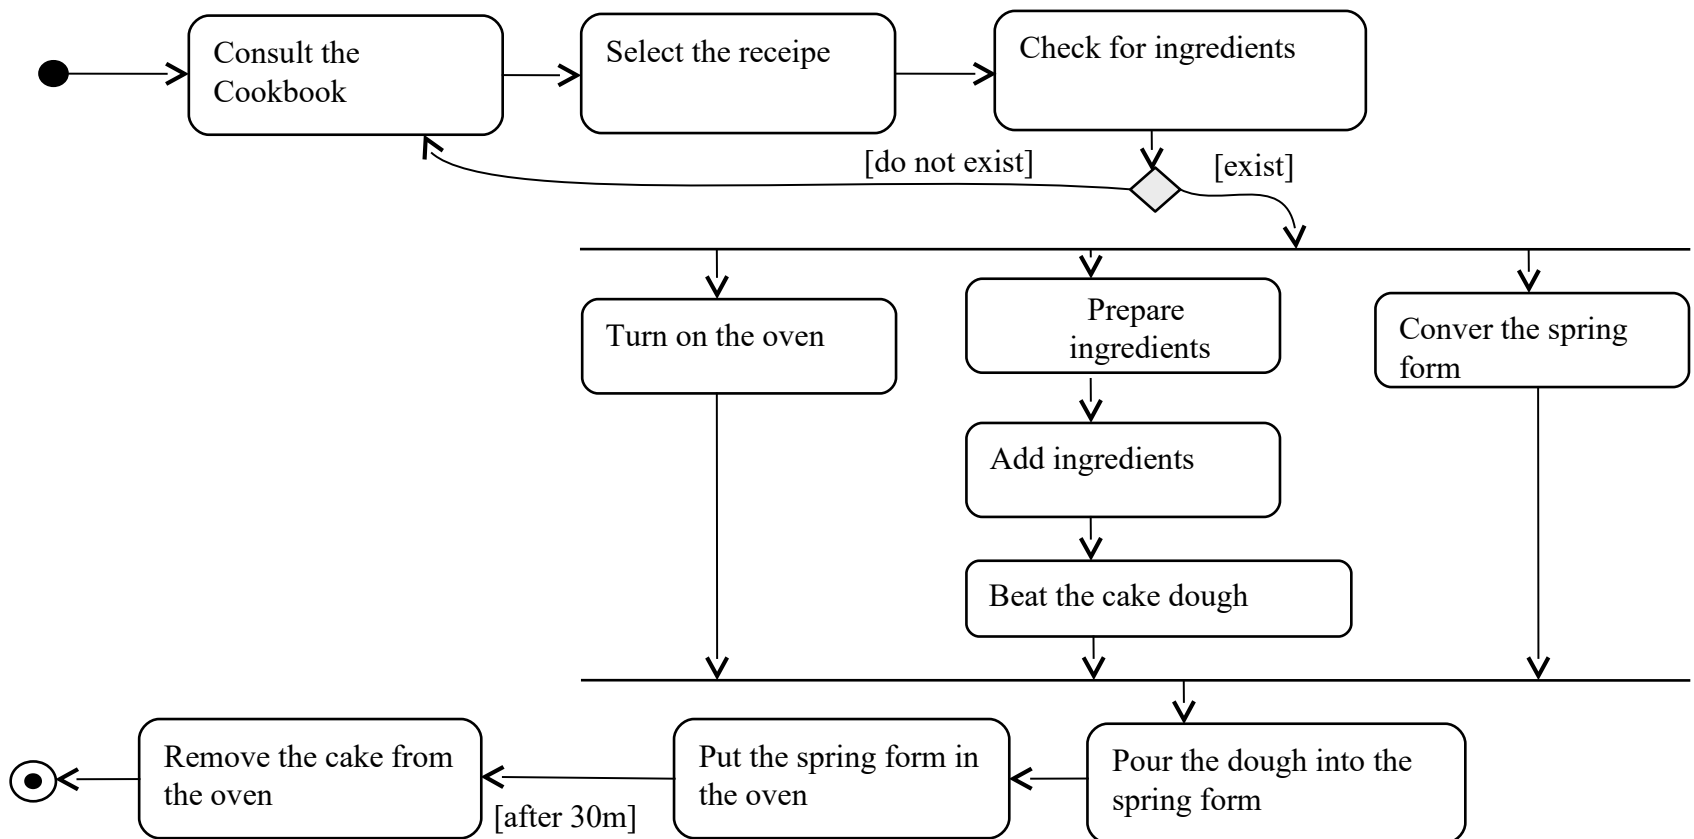 Consult the
Cookbook
Select the receipe
Check for ingredients
[do not exist]
[exist]
Turn on the oven
Prepare
ingredients
Conver the spring
form
Add ingredients
Beat the cake dough
Remove the cake from
the oven
[after 30m]
Put the spring form in
the oven
Pour the dough into the
spring form